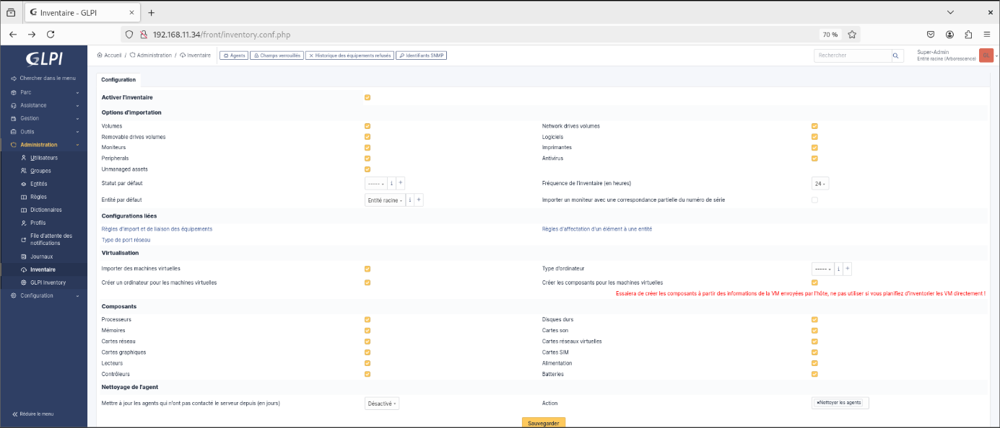 Inventaire - GLPI
192.168.11.34/front/inventory.conf.php
70 %
GLPI
Accueil / Administration / Inventaire
Agents
Champs verrouillés
Historique des équipements refusés
Identifiants SNMP
Rechercher
Super-Admin
Entité racine (Arborescence)
GL
Chercher dans le menu
Parc
Assistance
Gestion
Outils
Administration
Utilisateurs
Groupes
Entités
Règles
Dictionnaires
Profils
File d'attente des
notifications
Journaux
Inventaire
GLPI Inventory
Configuration
Réduire le menu
Configuration
Activer l'inventaire
Options d'importation
Volumes
Network drives volumes
Removable drives volumes
Logiciels
Moniteurs
Imprimantes
Peripherals
Antivirus
Unmanaged assets
Statut par défaut
-----
Fréquence de l'inventaire (en heures)
24
Entité par défaut
Entité racine
Importer un moniteur avec une correspondance partielle du numéro de série
Configurations liées
Règles d'import et de liaison des équipements
Règles d'affectation d'un élément à une entité
Type de port réseau
Virtualisation
Importer des machines virtuelles
Type d'ordinateur
-----
Créer un ordinateur pour les machines virtuelles
Créer les composants pour les machines virtuelles
Essaiera de créer les composants à partir des informations de la VM envoyées par l'hôte, ne pas utiliser si vous planifiez d'inventorier les VM directement !
Composants
Processeurs
Disques durs
Mémoires
Cartes son
Cartes réseau
Cartes réseaux virtuelles
Cartes graphiques
Cartes SIM
Lecteurs
Alimentation
Contrôleurs
Batteries
Nettoyage de l'agent
Mettre à jour les agents qui n'ont pas contacté le serveur depuis (en jours)
Désactivé
Action
×Nettoyer les agents
Sauvegarder